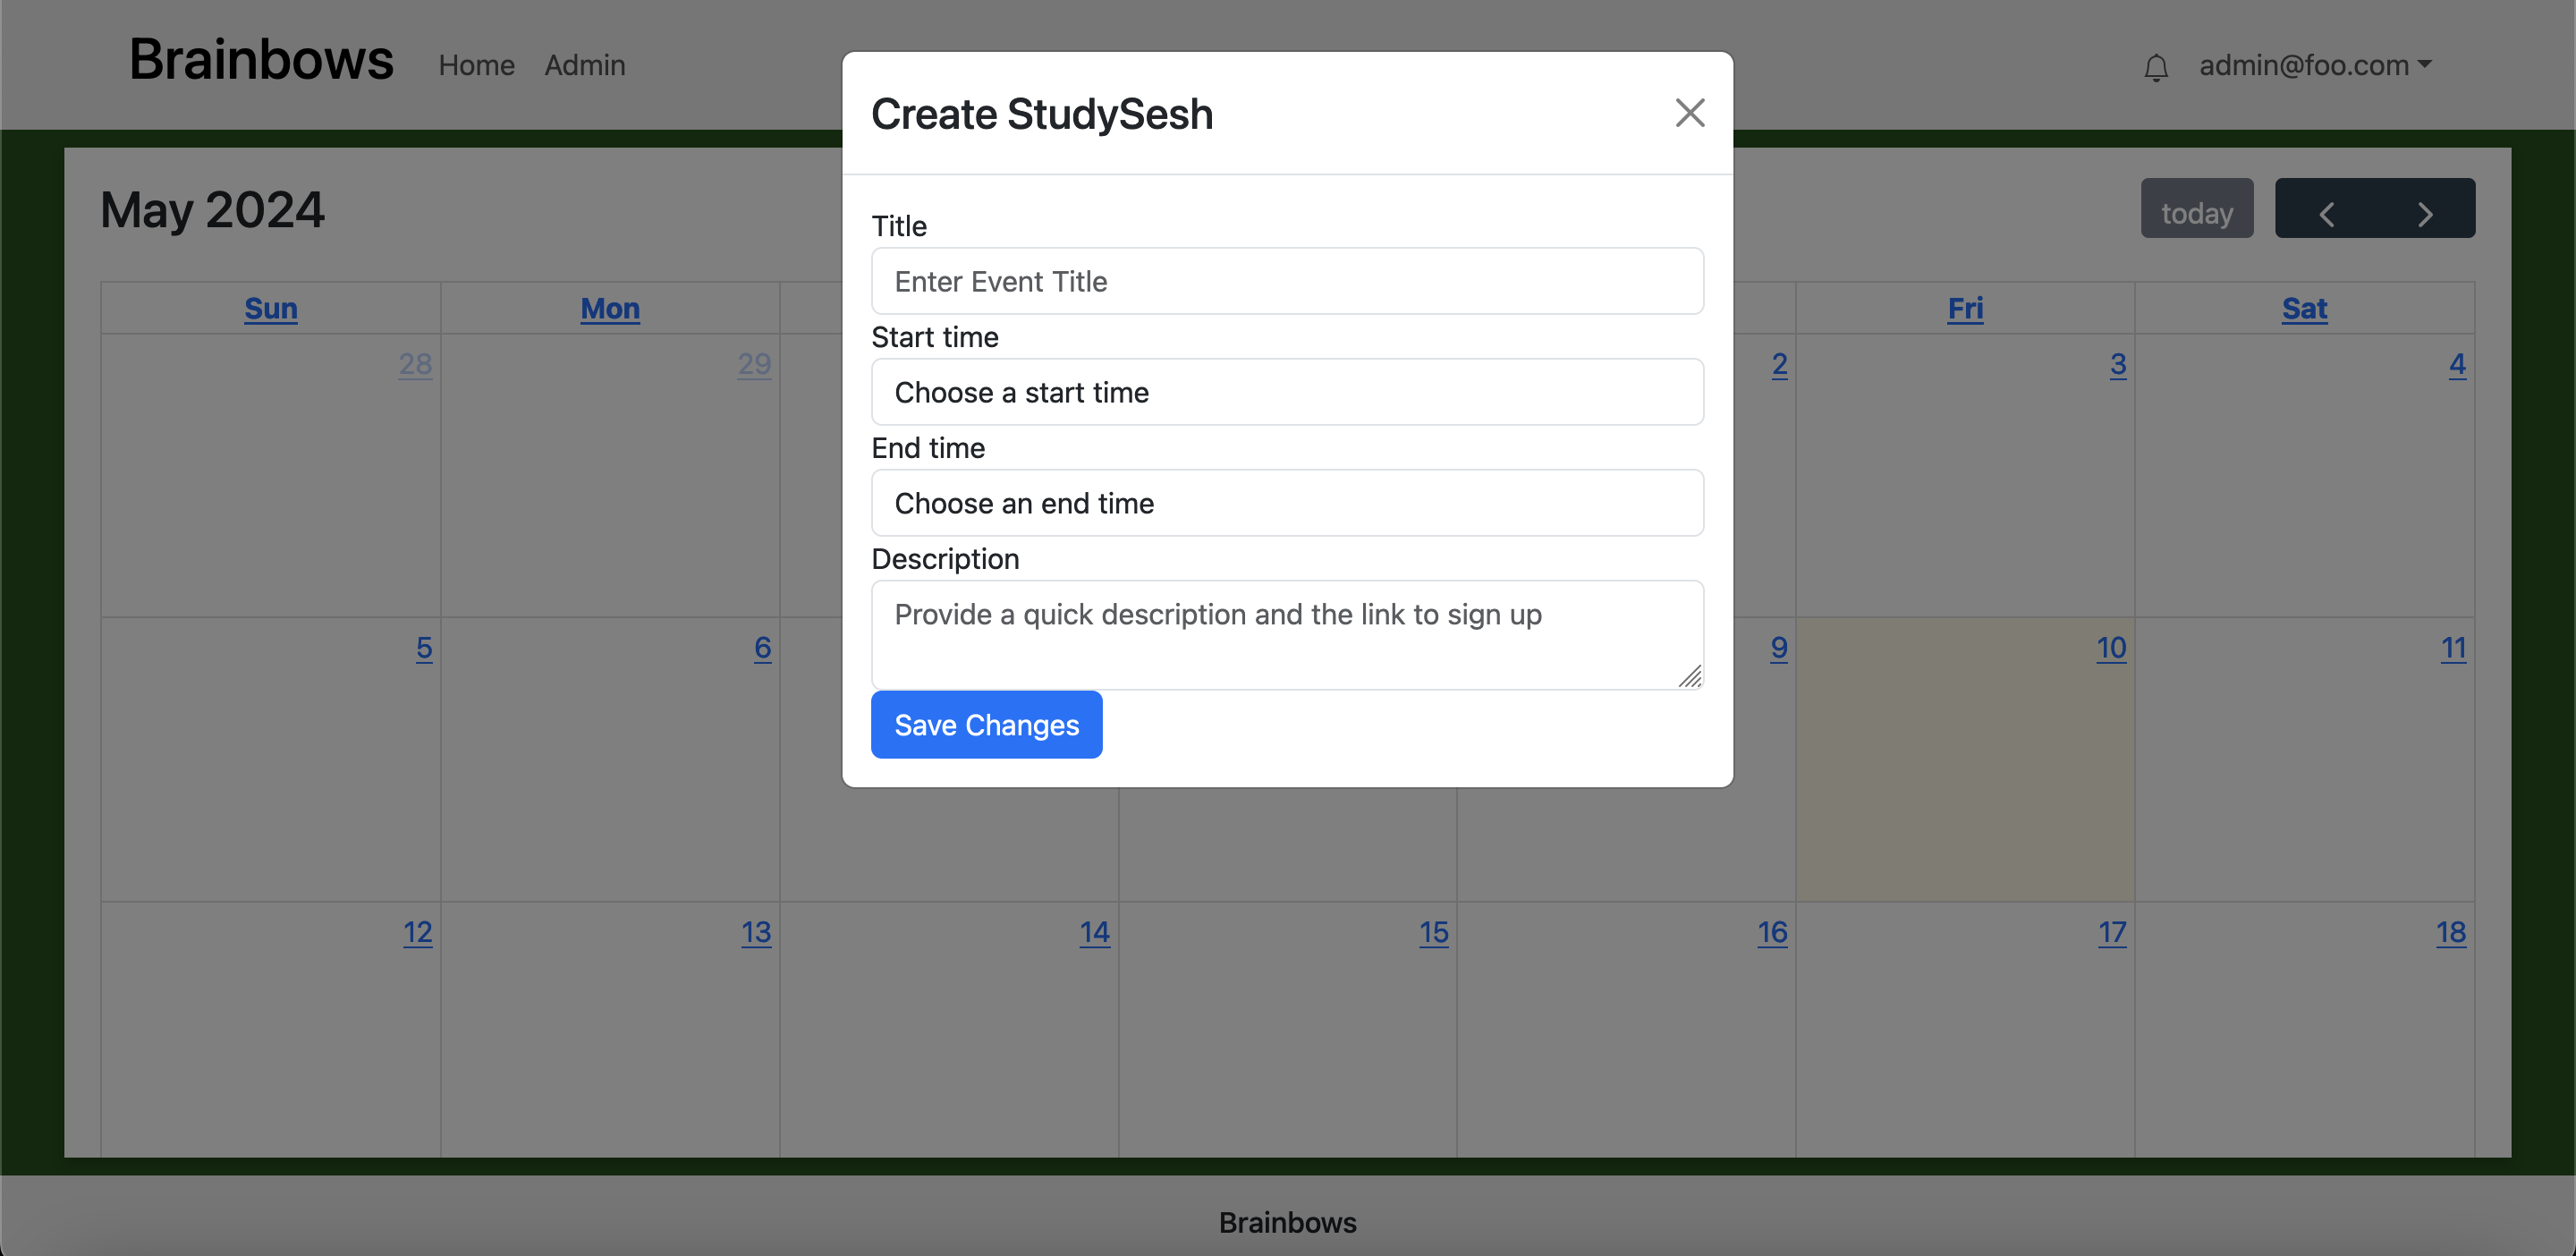 Brainbows Home Admin admin@foo.com
Create StudySesh
May 2024 today
Title
Enter Event Title
Start time
Choose a start time
End time
Choose an end time
Description
Provide a quick description and the link to sign up
Save Changes
Sun Mon Fri Sat
28 29 2 3 4
5 6 9 10 11
12 13 14 15 16 17 18
Brainbows